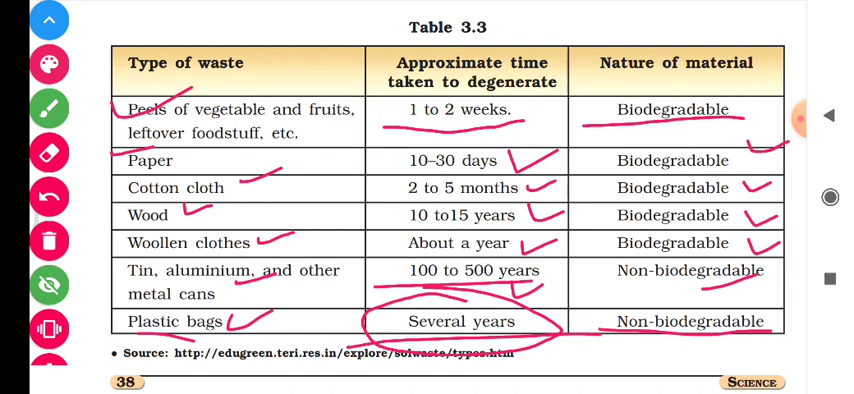 Table 3.3
Type of waste
Approximate time
taken to degenerate
Nature of material
Peels of vegetable and fruits,
leftover foodstuff, etc.
1 to 2 weeks.
Biodegradable
Paper
10–30 days
Biodegradable
Cotton cloth
2 to 5 months
Biodegradable
Wood
10 to15 years
Biodegradable
Woollen clothes
About a year
Biodegradable
Tin, aluminium, and other
metal cans
100 to 500 years
Non-biodegradable
Plastic bags
Several years
Non-biodegradable
• Source: http://edugreen.teri.res.in/explore/solwaste/types.htm
38
SCIENCE